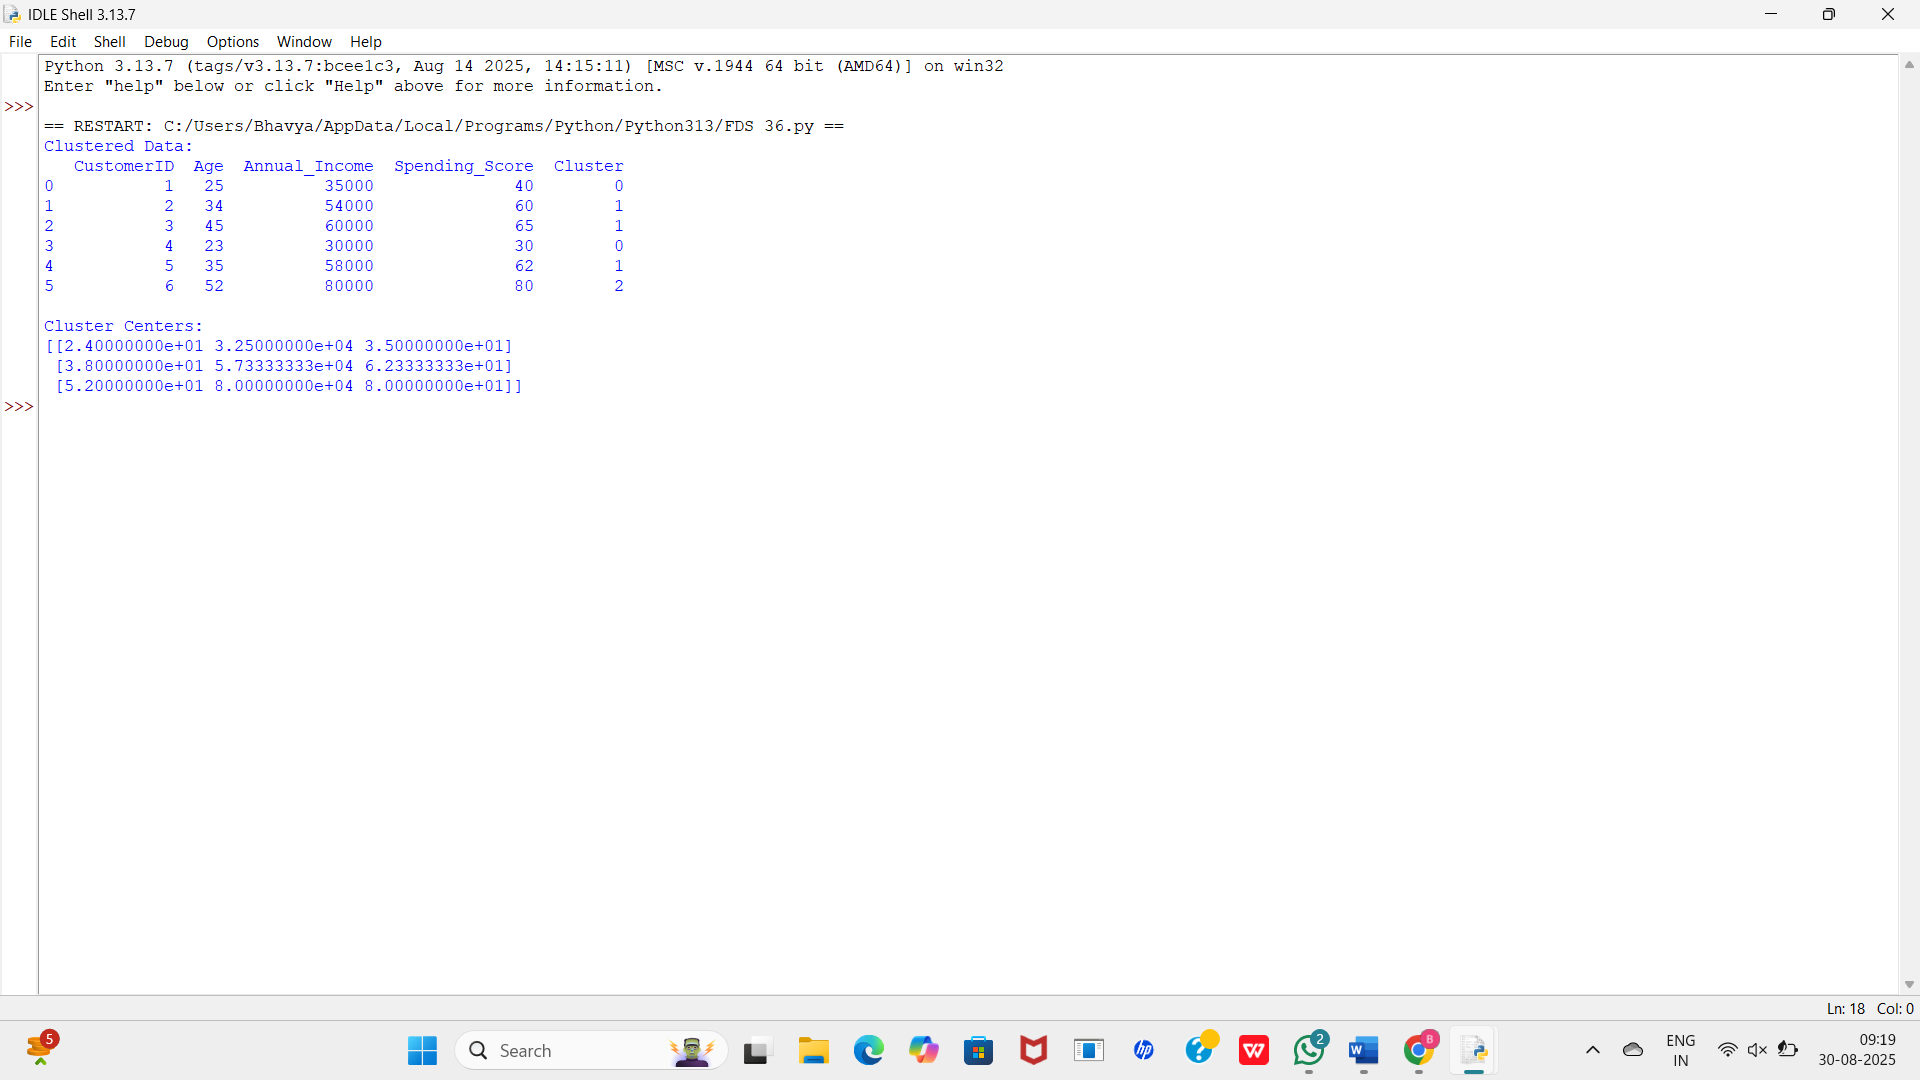 IDLE Shell 3.13.7
File Edit Shell Debug Options Window Help
Python 3.13.7 (tags/v3.13.7:bcee1c3, Aug 14 2025, 14:15:11) [MSC v.1944 64 bit (AMD64)] on win32
Enter "help" below or click "Help" above for more information.
>>>
== RESTART: C:/Users/Bhavya/AppData/Local/Programs/Python/Python313/FDS 36.py ==
Clustered Data:
   CustomerID  Age  Annual_Income  Spending_Score  Cluster
0           1   25          35000              40        0
1           2   34          54000              60        1
2           3   45          60000              65        1
3           4   23          30000              30        0
4           5   35          58000              62        1
5           6   52          80000              80        2
Cluster Centers:
[[2.40000000e+01 3.25000000e+04 3.50000000e+01]
 [3.80000000e+01 5.73333333e+04 6.23333333e+01]
 [5.20000000e+01 8.00000000e+04 8.00000000e+01]]
>>>
Ln: 18 Col: 0
5
Search
hp
W
2
W
B
ENG
IN
09:19
30-08-2025